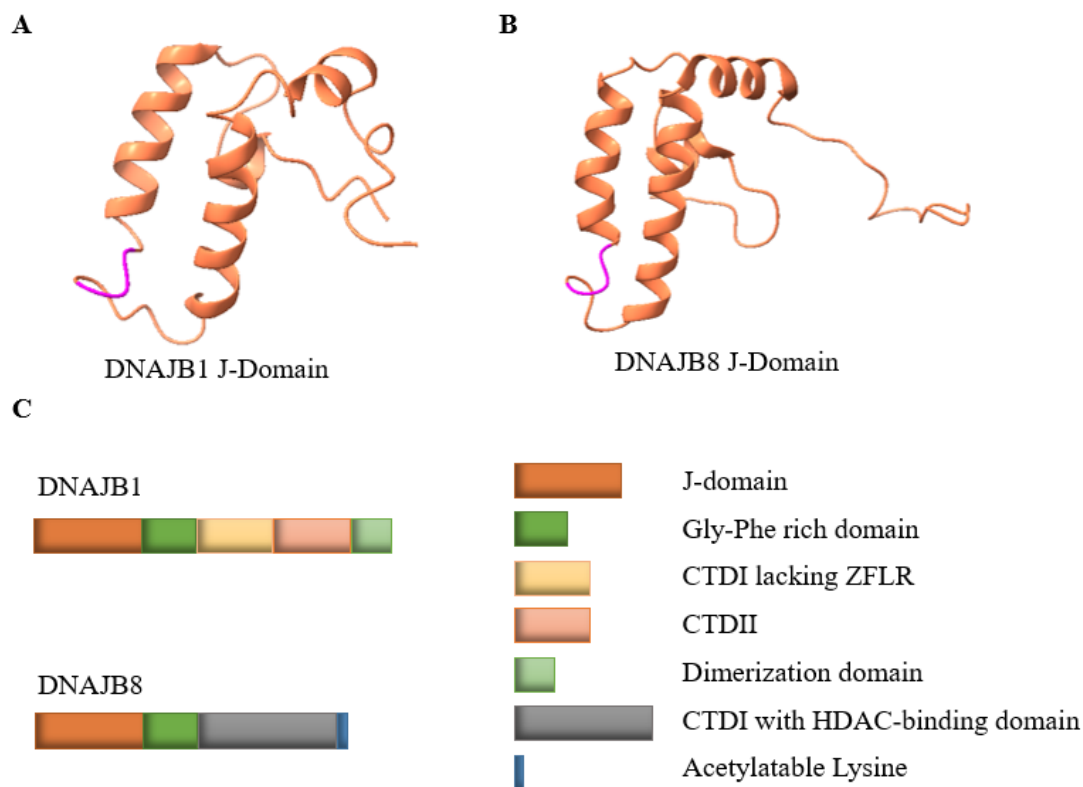 A
B
DNAJB1 J-Domain
DNAJB8 J-Domain
C
DNAJB1
DNAJB8
J-domain
Gly-Phe rich domain
CTDI lacking ZFLR
CTDII
Dimerization domain
CTDI with HDAC-binding domain
Acetylatable Lysine